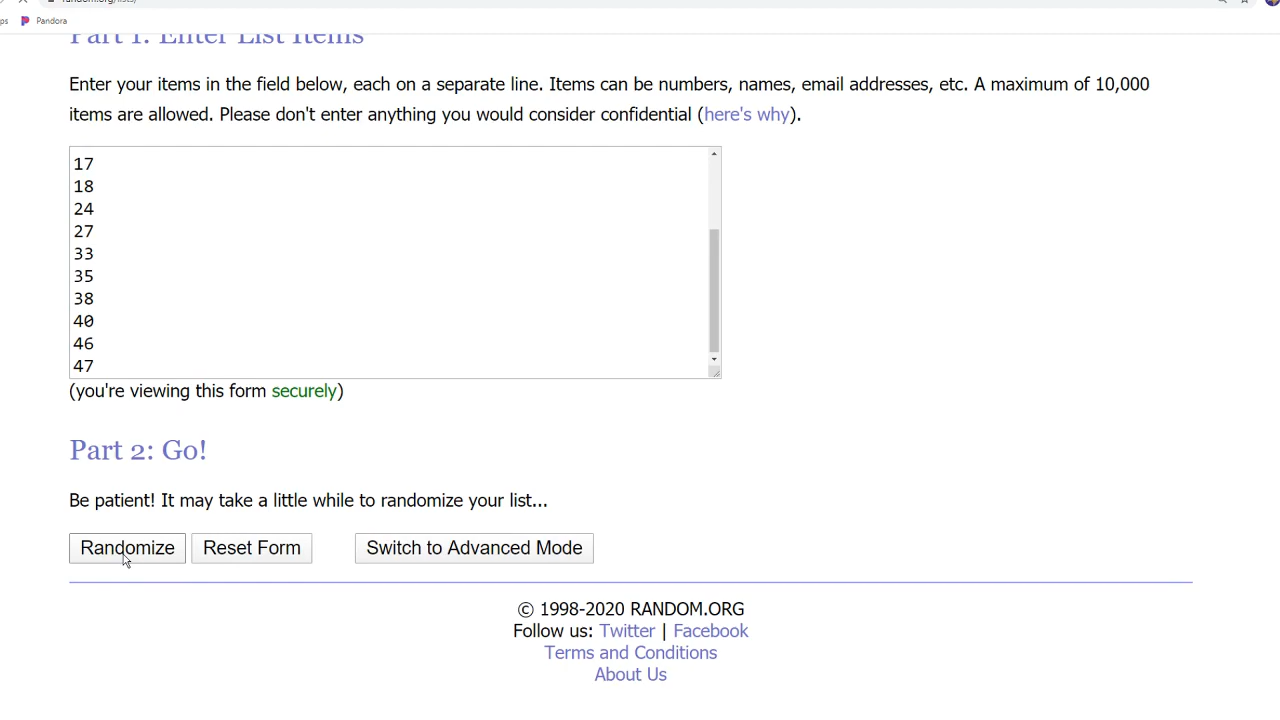 ps Pandora
Part 1: Enter List Items
Enter your items in the field below, each on a separate line. Items can be numbers, names, email addresses, etc. A maximum of 10,000
items are allowed. Please don't enter anything you would consider confidential (here's why).
17
18
24
27
33
35
38
40
46
47
(you're viewing this form securely)
Part 2: Go!
Be patient! It may take a little while to randomize your list...
Randomize Reset Form Switch to Advanced Mode
© 1998-2020 RANDOM.ORG
Follow us: Twitter | Facebook
Terms and Conditions
About Us